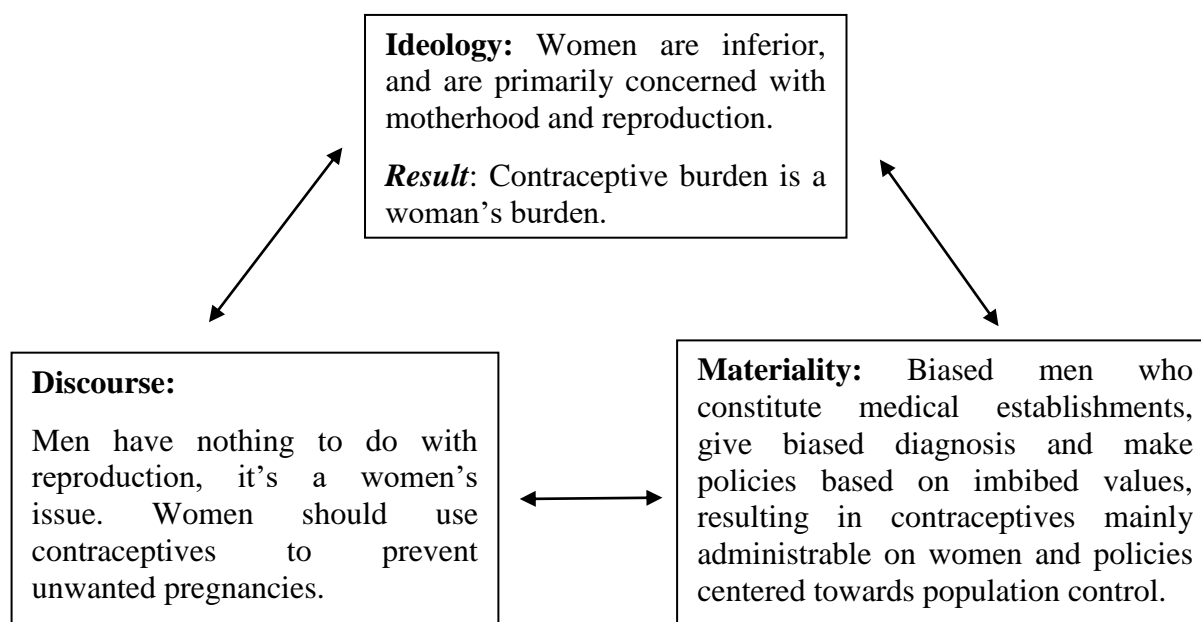 Ideology: Women are inferior,
and are primarily concerned with
motherhood and reproduction.
Result: Contraceptive burden is a
woman’s burden.
Discourse:
Men have nothing to do with
reproduction, it’s a women’s
issue. Women should use
contraceptives to prevent
unwanted pregnancies.
Materiality: Biased men who
constitute medical establishments,
give biased diagnosis and make
policies based on imbibed values,
resulting in contraceptives mainly
administrable on women and policies
centered towards population control.